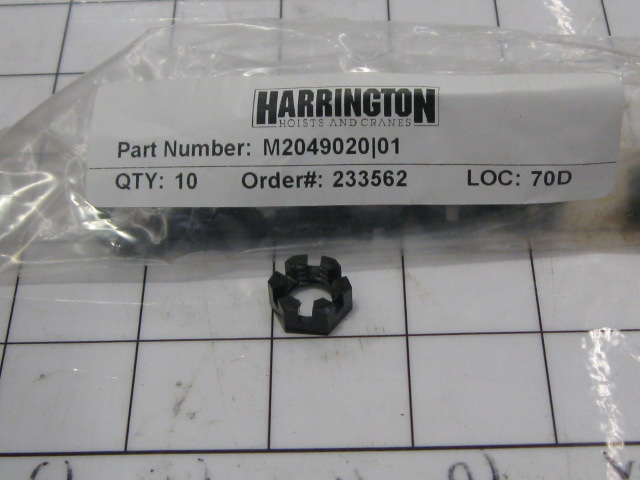 HARRINGTON
HOISTS AND CRANES
Part Number: M2049020|01
QTY: 10 Order#: 233562 LOC: 70D